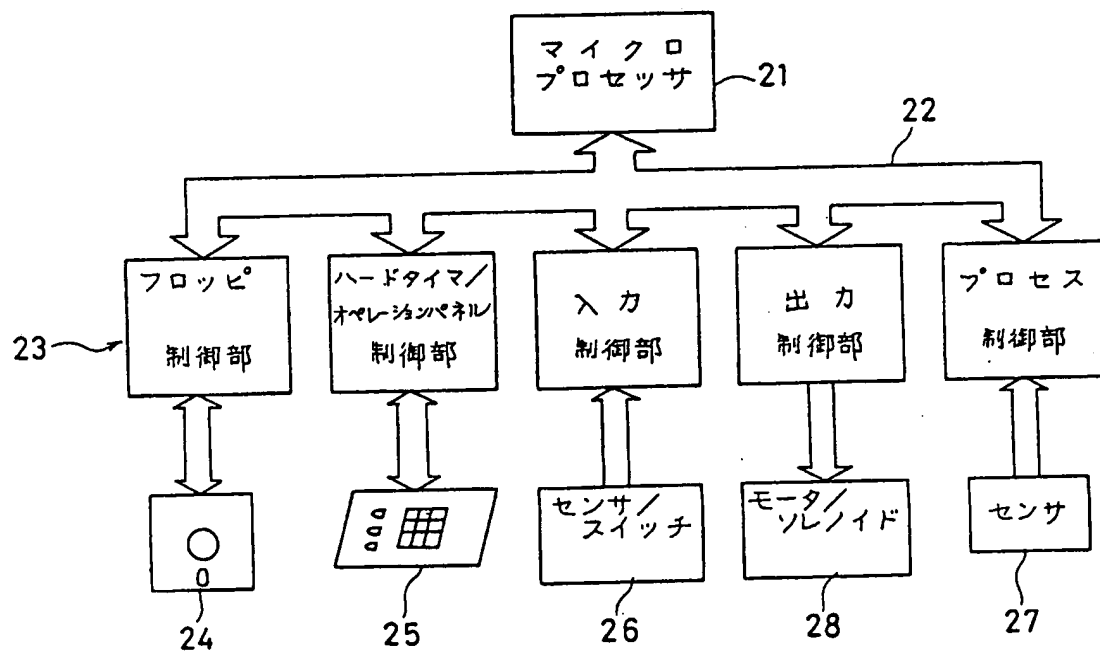 マイクロ
プロセッサ
21
22
フロッピ
制御部
ハードタイマ/
オペレーションパネル
制御部
入力
制御部
出力
制御部
プロセス
制御部
23
センサ/
スイッチ
モータ/
ソレノイド
センサ
24
25
26
28
27